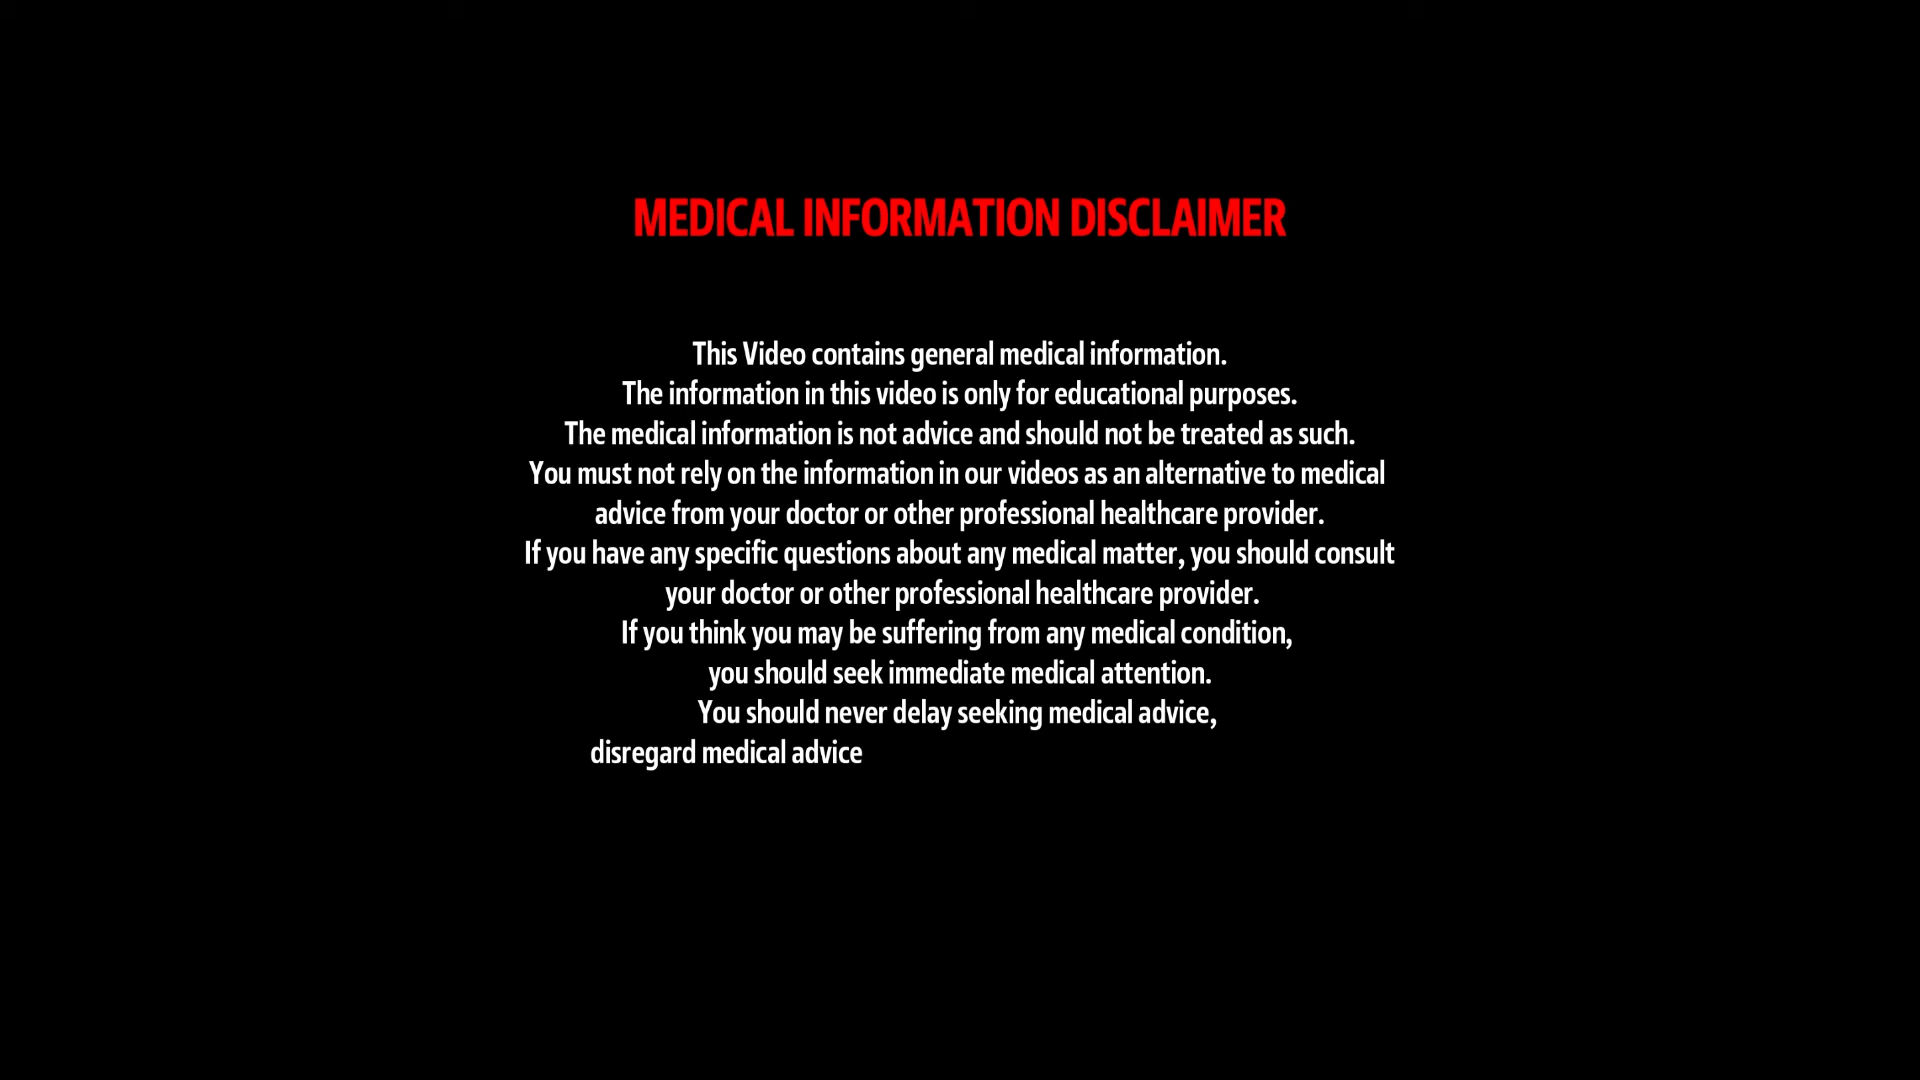 MEDICAL INFORMATION DISCLAIMER
This Video contains general medical information.
The information in this video is only for educational purposes.
The medical information is not advice and should not be treated as such.
You must not rely on the information in our videos as an alternative to medical
advice from your doctor or other professional healthcare provider.
If you have any specific questions about any medical matter, you should consult
your doctor or other professional healthcare provider.
If you think you may be suffering from any medical condition,
you should seek immediate medical attention.
You should never delay seeking medical advice,
disregard medical advice